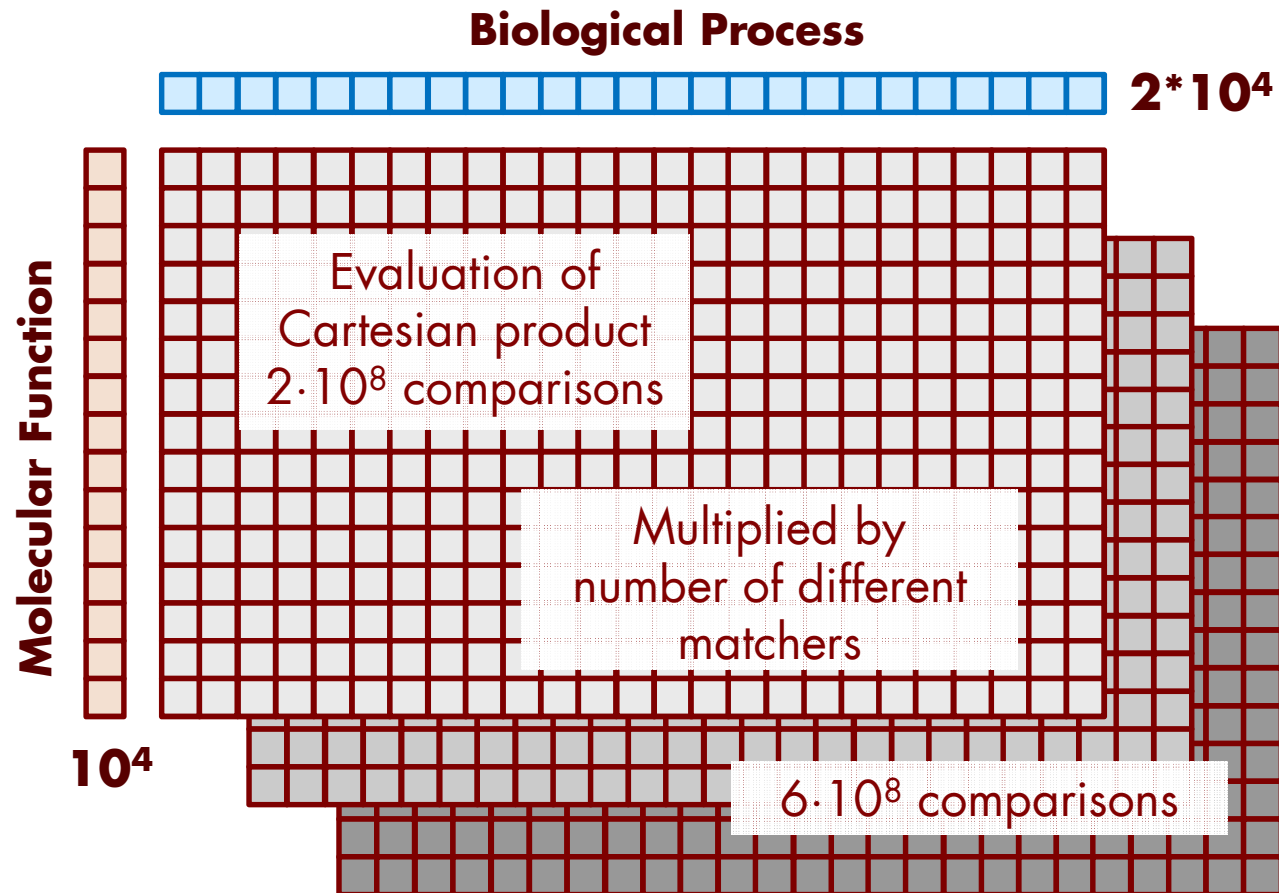 Biological Process
2*10⁴
Molecular Function
Evaluation of
Cartesian product
2·10⁸ comparisons
Multiplied by
number of different
matchers
10⁴
6·10⁸ comparisons